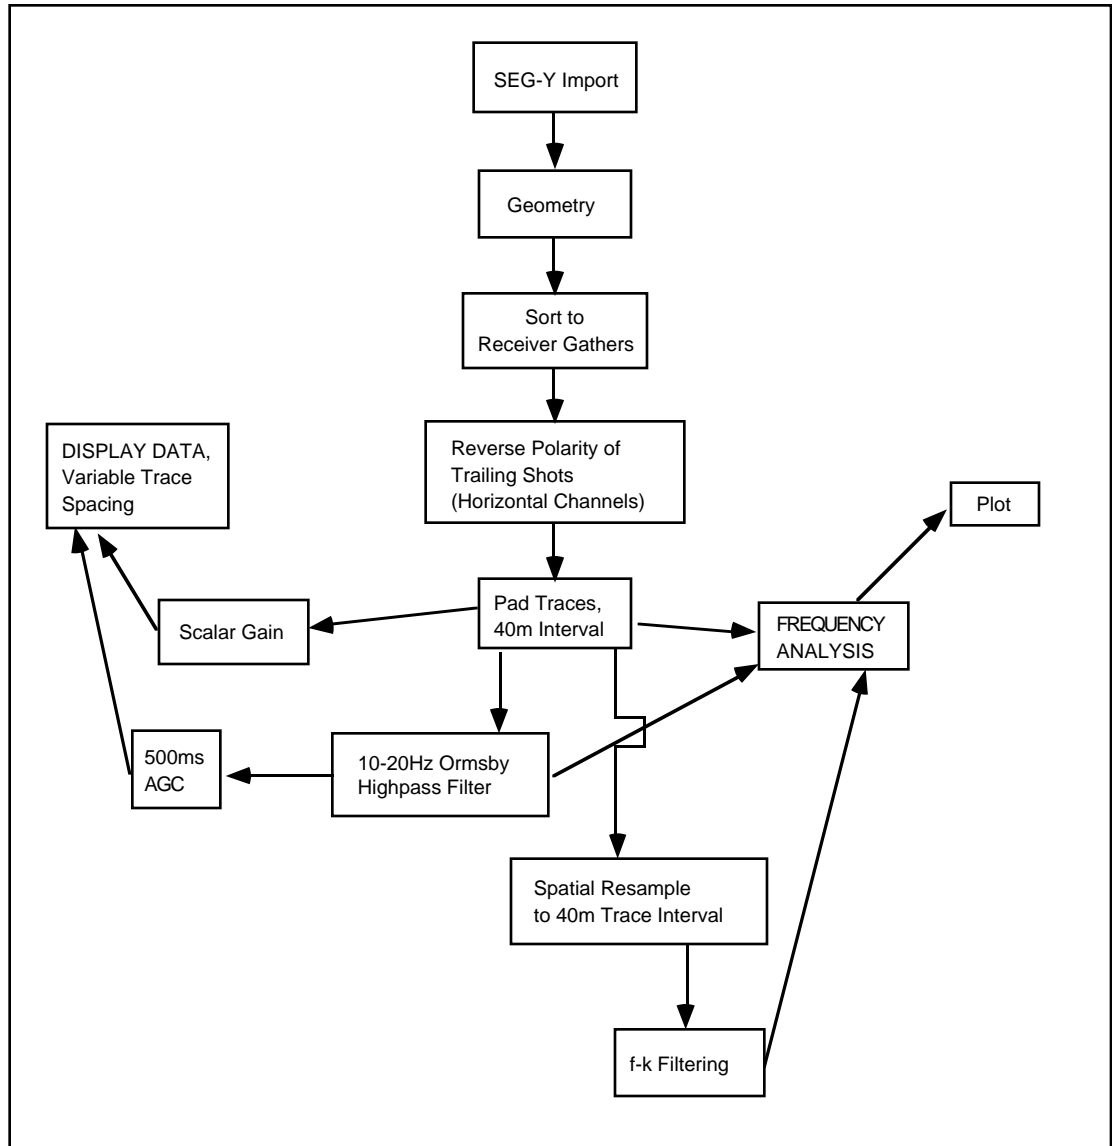 SEG-Y Import
Geometry
Sort to
Receiver Gathers
Reverse Polarity of
Trailing Shots
(Horizontal Channels)
DISPLAY DATA,
Variable Trace
Spacing
Plot
Pad Traces,
40m Interval
Scalar Gain
FREQUENCY
ANALYSIS
500ms
AGC
10-20Hz Ormsby
Highpass Filter
Spatial Resample
to 40m Trace Interval
f-k Filtering